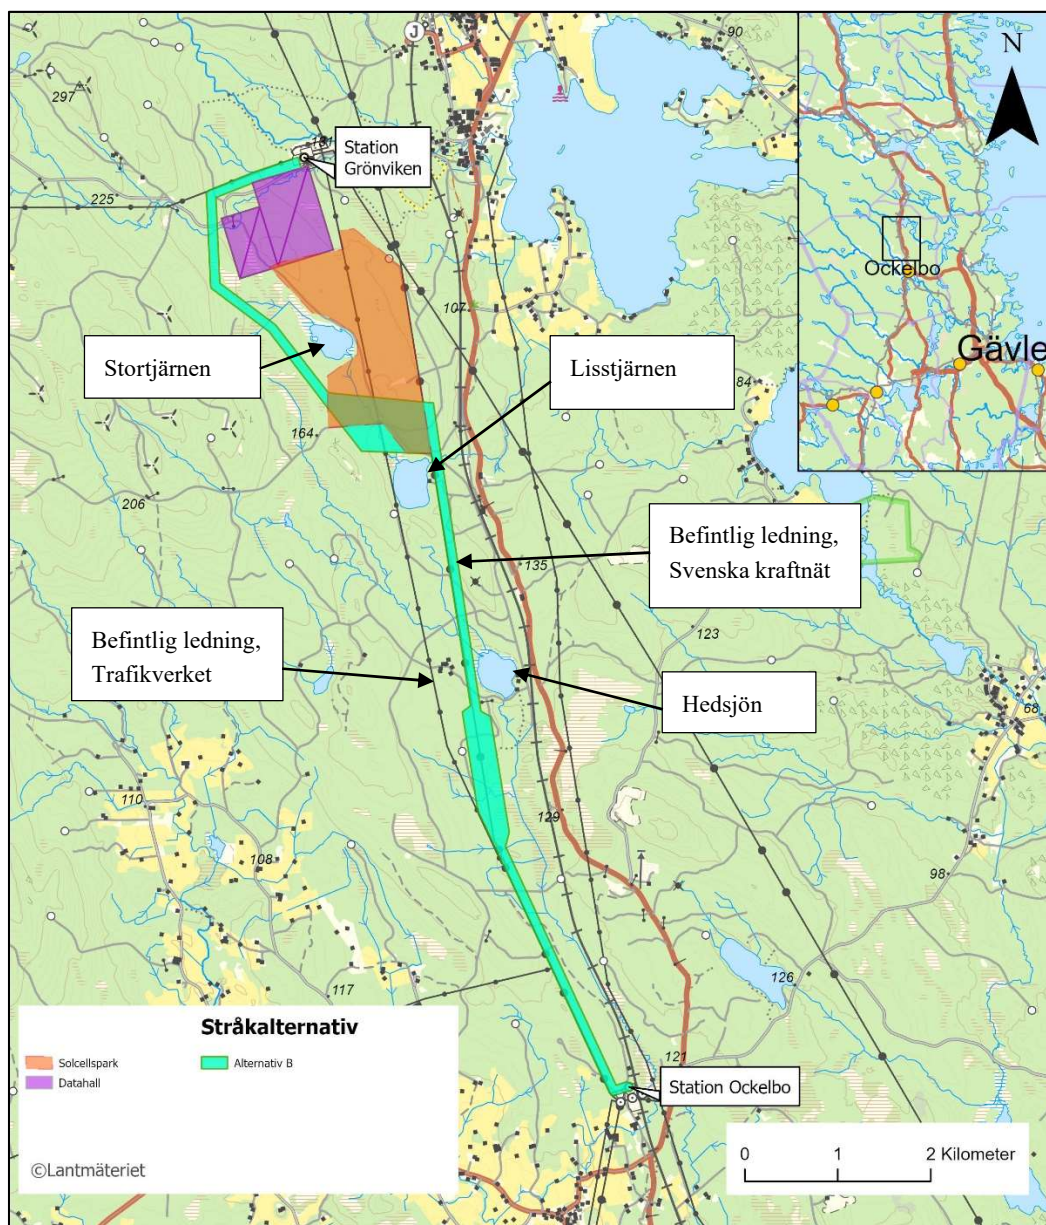 J
90
N
297
181
Station
Grönviken
225
Ockelbo
107
Gävle
Stortjärnen
Lisstjärnen
84
164
206
Befintlig ledning,
Svenska kraftnät
135
Befintlig ledning,
Trafikverket
123
Hedsjön
68
110
129
108
98
126
117
Stråkalternativ
Solcellspark
Alternativ B
Datahall
121
Station Ockelbo
©Lantmäteriet
0
1
2 Kilometer